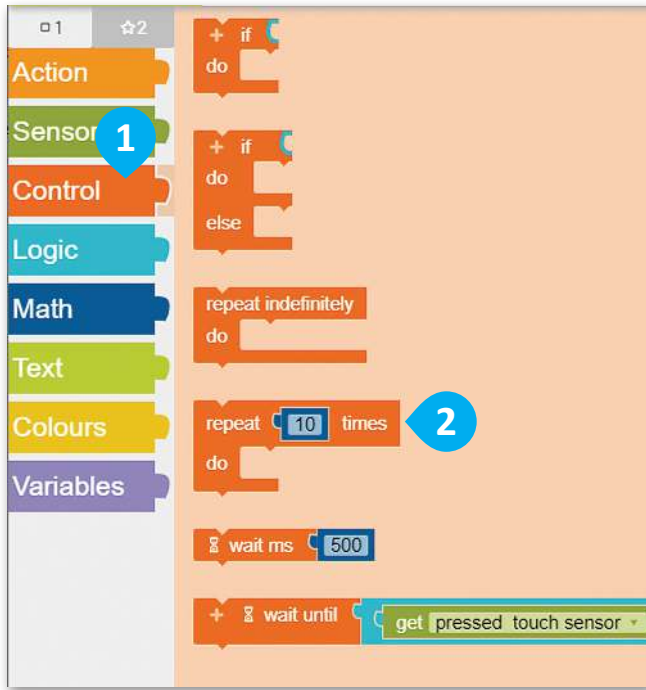 1
2
Action
Sensor
1
Control
Logic
Math
Text
Colours
Variables
+ if
do
+ if
do
else
repeat indefinitely
do
repeat 10 times
2
do
wait ms 500
+ wait until get pressed touch sensor